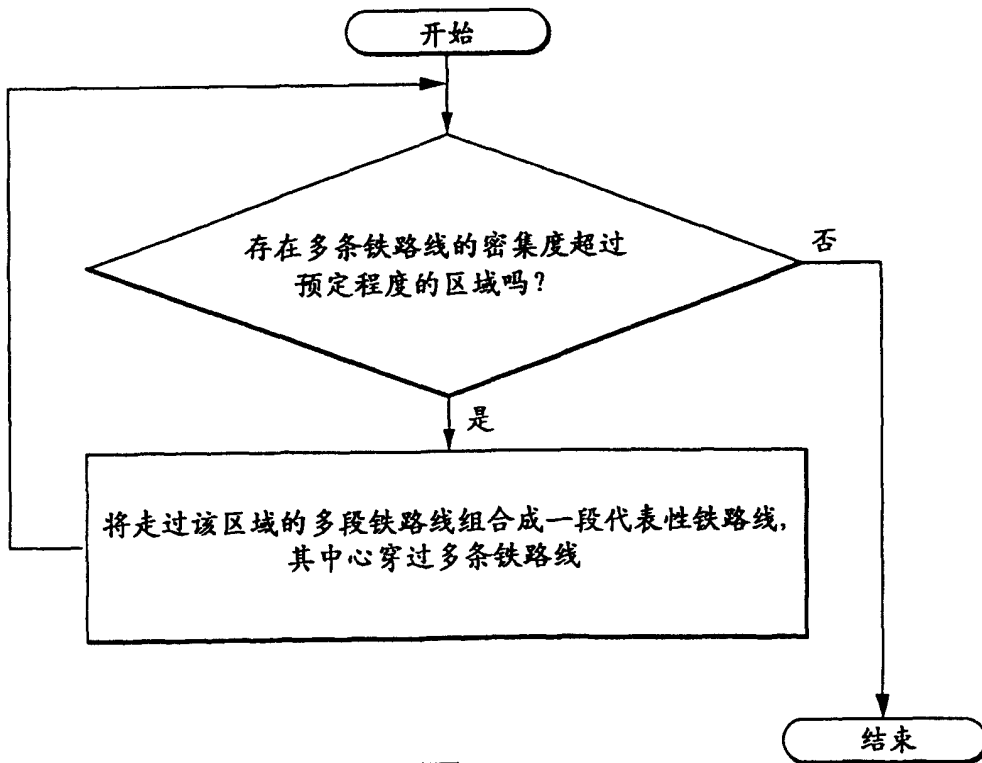 开始
存在多条铁路线的密集度超过
预定程度的区域吗?
否
是
将走过该区域的多段铁路线组合成一段代表性铁路线,
其中心穿过多条铁路线
结束